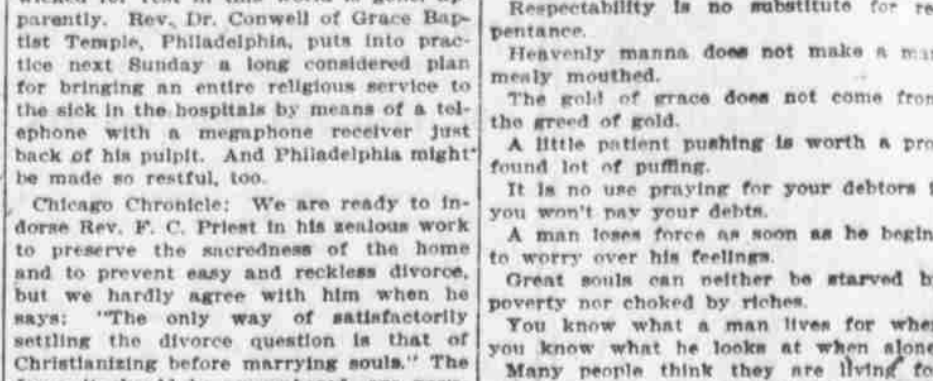 parently. Rev. Dr. Conwell of Grace Bap-
tist Temple, Philadelphia, puts into prac-
tice next Sunday a long considered plan
for bringing an entire religious service to
the sick in the hospitals by means of a tel-
ephone with a megaphone receiver just
back of his pulpit. And Philadelphia might
be made so restful, too.
Chicago Chronicle: We are ready to in-
dorse Rev. F. C. Priest in his zealous work
to preserve the sacredness of the home
and to prevent easy and reckless divorce,
but we hardly agree with him when he
says: "The only way of satisfactorily
settling the divorce question is that of
Christianizing before marrying souls." The
Respectability is no substitute for re
pentance.
Heavenly manna does not make a
mealy mouthed.
The gold of grace does not come from
the greed of gold.
A little patient pushing is worth a pro
found lot of puffing.
It is no use praying for your debtors
you won't pay your debts.
A man loses force as soon as he begin
to worry over his feelings.
Great souls can neither be starved b
poverty nor choked by riches.
You know what a man lives for when
you know what he looks at when alone
Many people think they are living fo